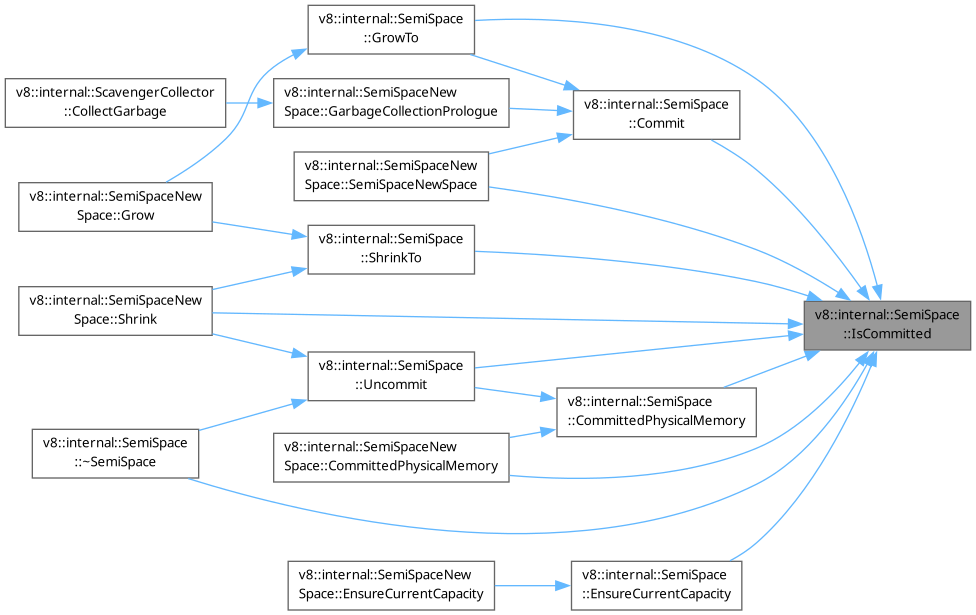 v8::internal::SemiSpace
::GrowTo
v8::internal::ScavengerCollector
::CollectGarbage
v8::internal::SemiSpaceNew
Space::GarbageCollectionPrologue
v8::internal::SemiSpace
::Commit
v8::internal::SemiSpaceNew
Space::SemiSpaceNewSpace
v8::internal::SemiSpaceNew
Space::Grow
v8::internal::SemiSpace
::ShrinkTo
v8::internal::SemiSpaceNew
Space::Shrink
v8::internal::SemiSpace
::IsCommitted
v8::internal::SemiSpace
::Uncommit
v8::internal::SemiSpace
::CommittedPhysicalMemory
v8::internal::SemiSpace
::~SemiSpace
v8::internal::SemiSpaceNew
Space::CommittedPhysicalMemory
v8::internal::SemiSpaceNew
Space::EnsureCurrentCapacity
v8::internal::SemiSpace
::EnsureCurrentCapacity